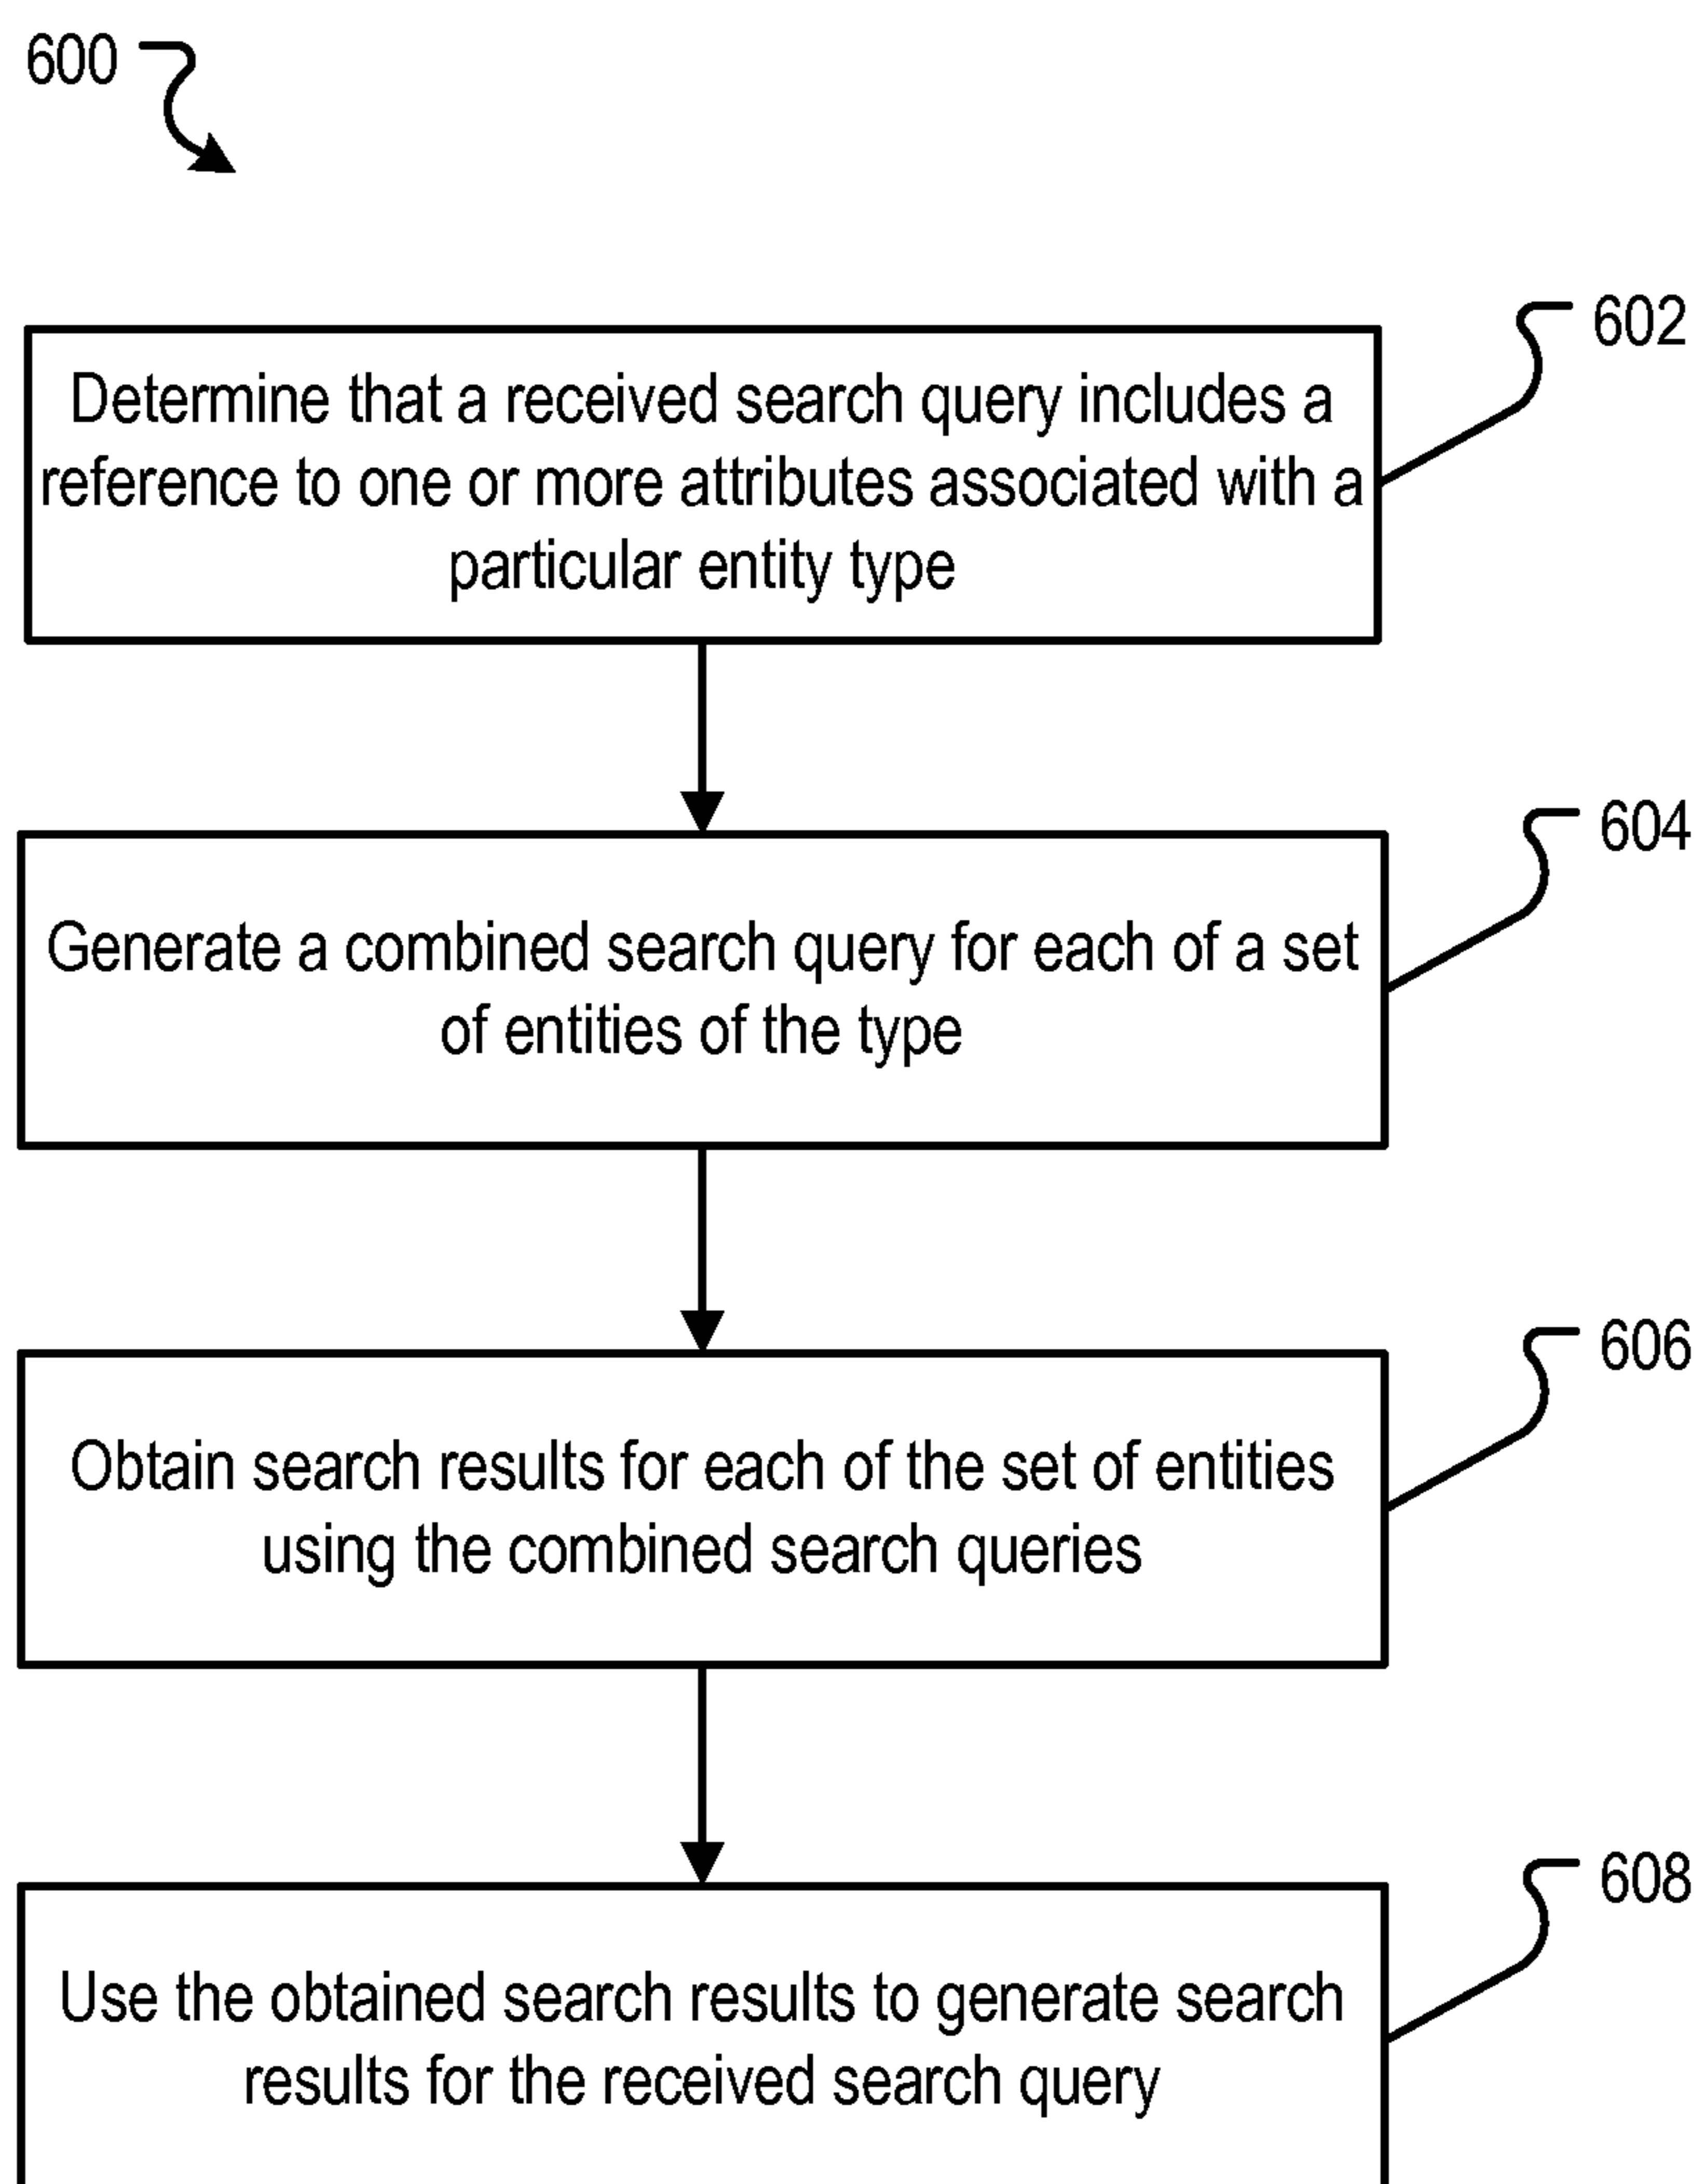 600
602
Determine that a received search query includes a
reference to one or more attributes associated with a
particular entity type
604
Generate a combined search query for each of a set
of entities of the type
606
Obtain search results for each of the set of entities
using the combined search queries
608
Use the obtained search results to generate search
results for the received search query